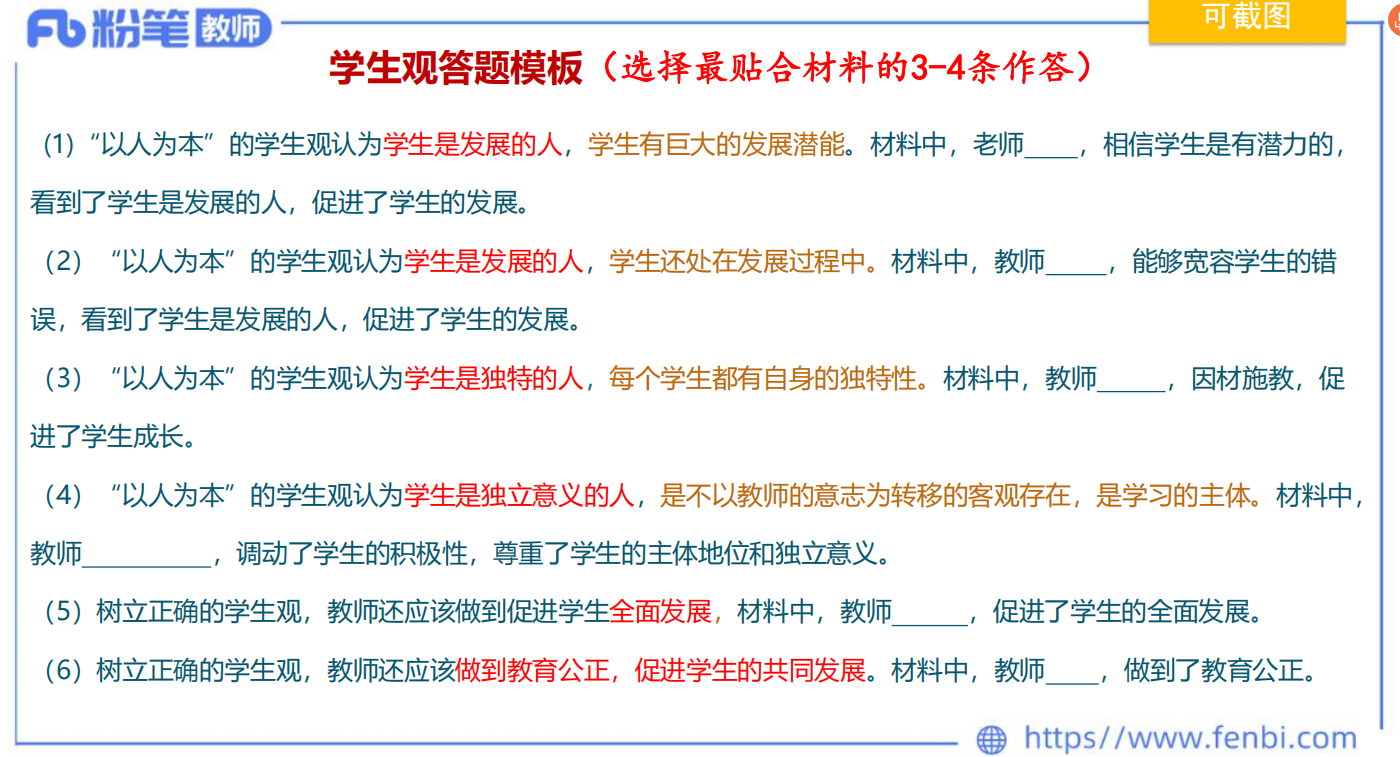 粉笔教师
可截图
学生观答题模板（选择最贴合材料的3-4条作答）
(1)“以人为本”的学生观认为学生是发展的人，学生有巨大的发展潜能。材料中，老师____，相信学生是有潜力的，
看到了学生是发展的人，促进了学生的发展。
（2）“以人为本”的学生观认为学生是发展的人，学生还处在发展过程中。材料中，教师_____，能够宽容学生的错
误，看到了学生是发展的人，促进了学生的发展。
（3）“以人为本”的学生观认为学生是独特的人，每个学生都有自身的独特性。材料中，教师_____，因材施教，促
进了学生成长。
（4）“以人为本”的学生观认为学生是独立意义的人，是不以教师的意志为转移的客观存在，是学习的主体。材料中，
教师__________，调动了学生的积极性，尊重了学生的主体地位和独立意义。
（5）树立正确的学生观，教师还应该做到促进学生全面发展，材料中，教师______，促进了学生的全面发展。
（6）树立正确的学生观，教师还应该做到教育公正，促进学生的共同发展。材料中，教师____，做到了教育公正。
https//www.fenbi.com